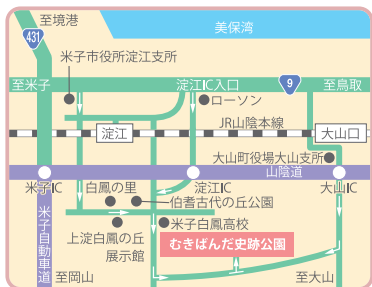 至境港
美保湾
431
米子市役所淀江支所
至米子
淀江IC入口
9
至鳥取
ローソン
JR山陰本線
淀江
大山口
大山町役場大山支所
山陰道
米子IC
白鳳の里
淀江IC
大山IC
伯耆古代の丘公園
米子自動車道
上淀白鳳の丘
展示館
米子白鳳高校
むきばんだ史跡公園
至岡山
至大山